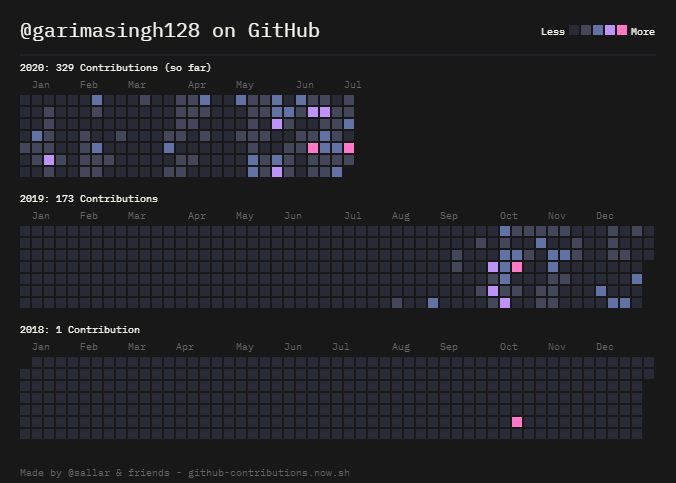 @garimasingh128 on GitHub
Less More
2020: 329 Contributions (so far)
Jan Feb Mar Apr May Jun Jul
2019: 173 Contributions
Jan Feb Mar Apr May Jun Jul Aug Sep Oct Nov Dec
2018: 1 Contribution
Jan Feb Mar Apr May Jun Jul Aug Sep Oct Nov Dec
Made by @sallar & friends - github-contributions.now.sh